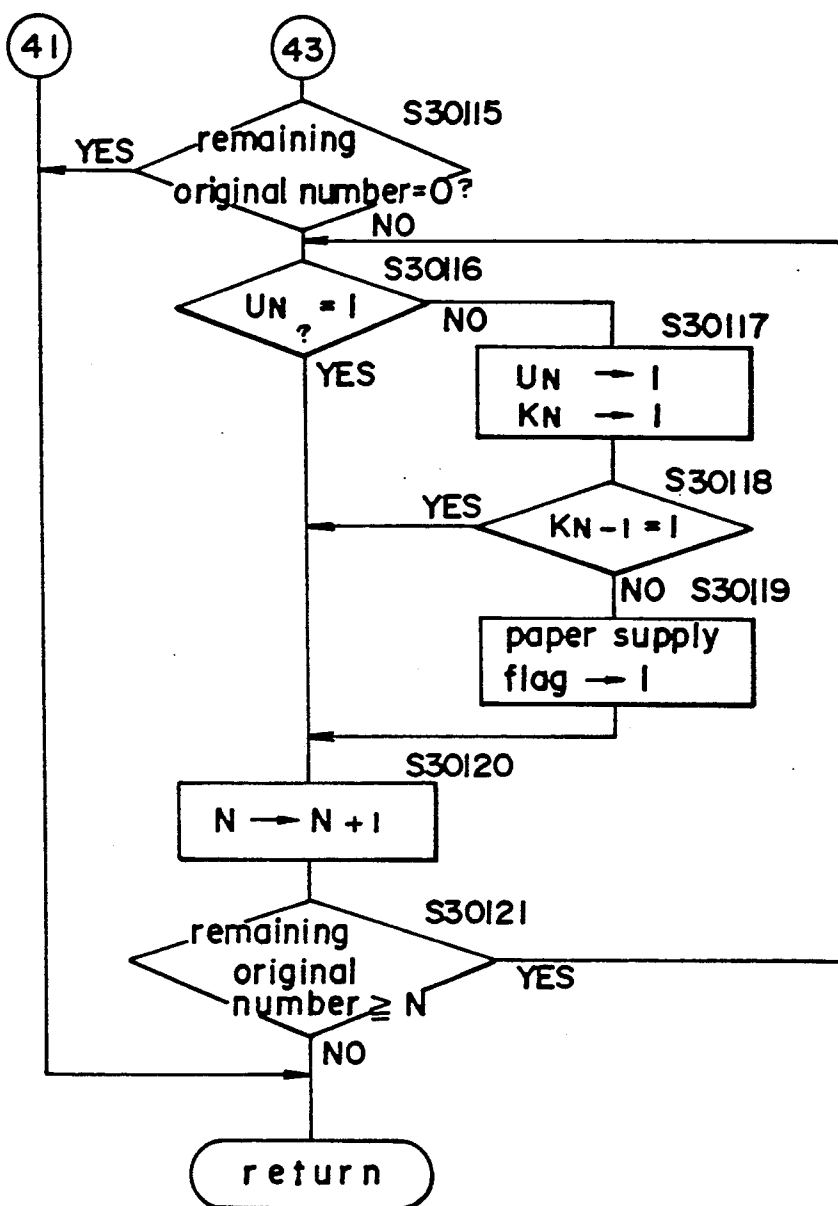 41
43
S30115
YES
remaining
original number=0?
NO
S30116
UN = 1
?
NO
YES
S30117
UN → 1
KN → 1
S30118
YES
KN-1 = 1
NO
S30119
paper supply
flag → 1
S30120
N → N+1
S30121
remaining
original
number ≧ N
YES
NO
return